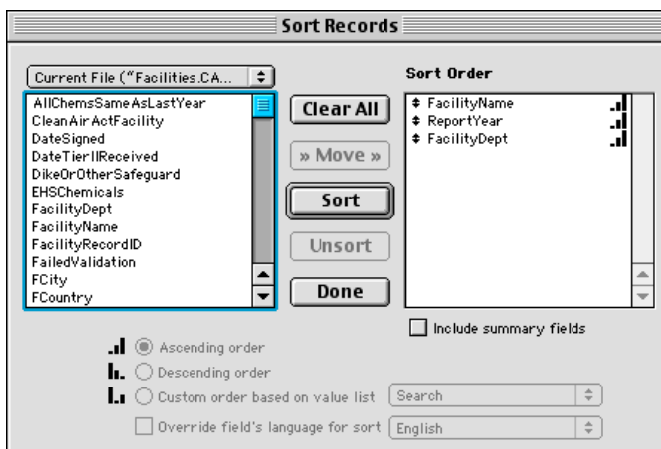 Sort Records
Current File ("Facilities.CA...
AllChemsSameAsLastYear
CleanAirActFacility
DateSigned
DateTierIIReceived
DikeOrOtherSafeguard
EHSChemicals
FacilityDept
FacilityName
FacilityRecordID
FailedValidation
FCity
FCountry
Clear All
» Move »
Sort
Unsort
Done
Sort Order
FacilityName
ReportYear
FacilityDept
Include summary fields
Ascending order
Descending order
Custom order based on value list
Search
Override field's language for sort
English